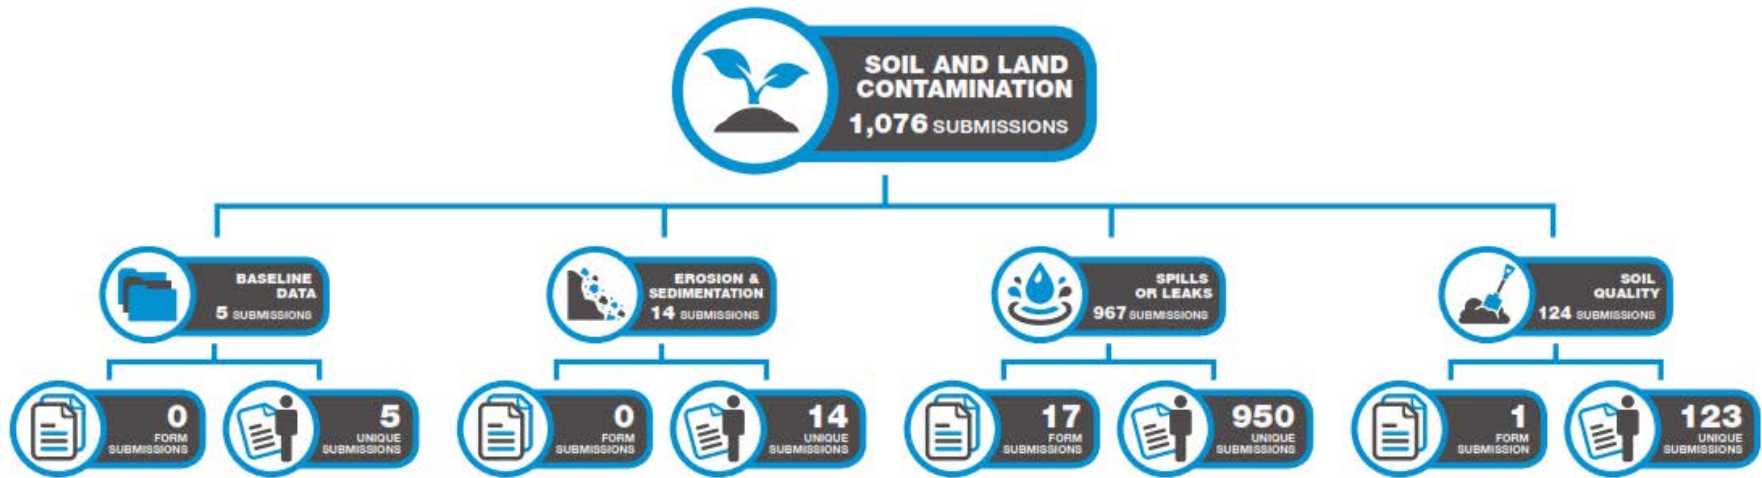 SOIL AND LAND
CONTAMINATION
1,076 SUBMISSIONS
BASELINE
DATA
5 SUBMISSIONS
EROSION &
SEDIMENTATION
14 SUBMISSIONS
SPILLS
OR LEAKS
967 SUBMISSIONS
SOIL
QUALITY
124 SUBMISSIONS
0
FORM
SUBMISSIONS
5
UNIQUE
SUBMISSIONS
0
FORM
SUBMISSIONS
14
UNIQUE
SUBMISSIONS
17
FORM
SUBMISSIONS
950
UNIQUE
SUBMISSIONS
1
FORM
SUBMISSION
123
UNIQUE
SUBMISSIONS